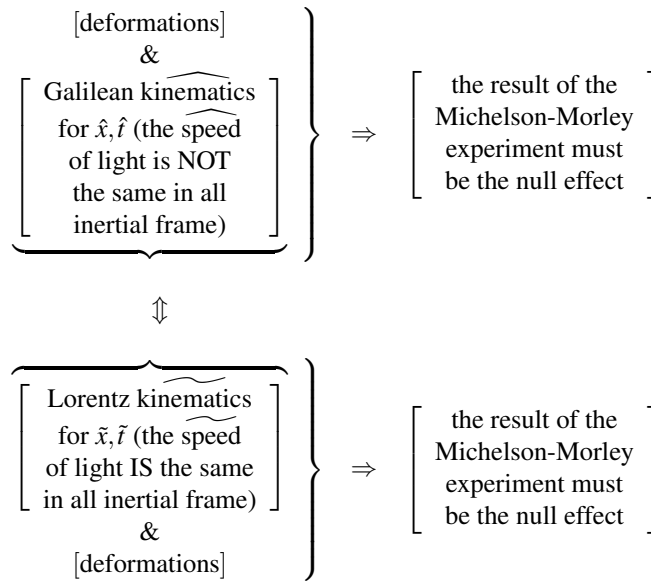 [deformations]
&
Galilean kinematics
for x̂, t̂ (the speed
of light is NOT
the same in all
inertial frame)
⇒
the result of the
Michelson-Morley
experiment must
be the null effect
⇕
Lorentz kinematics
for x̃, t̃ (the speed
of light IS the same
in all inertial frame)
&
[deformations]
⇒
the result of the
Michelson-Morley
experiment must
be the null effect